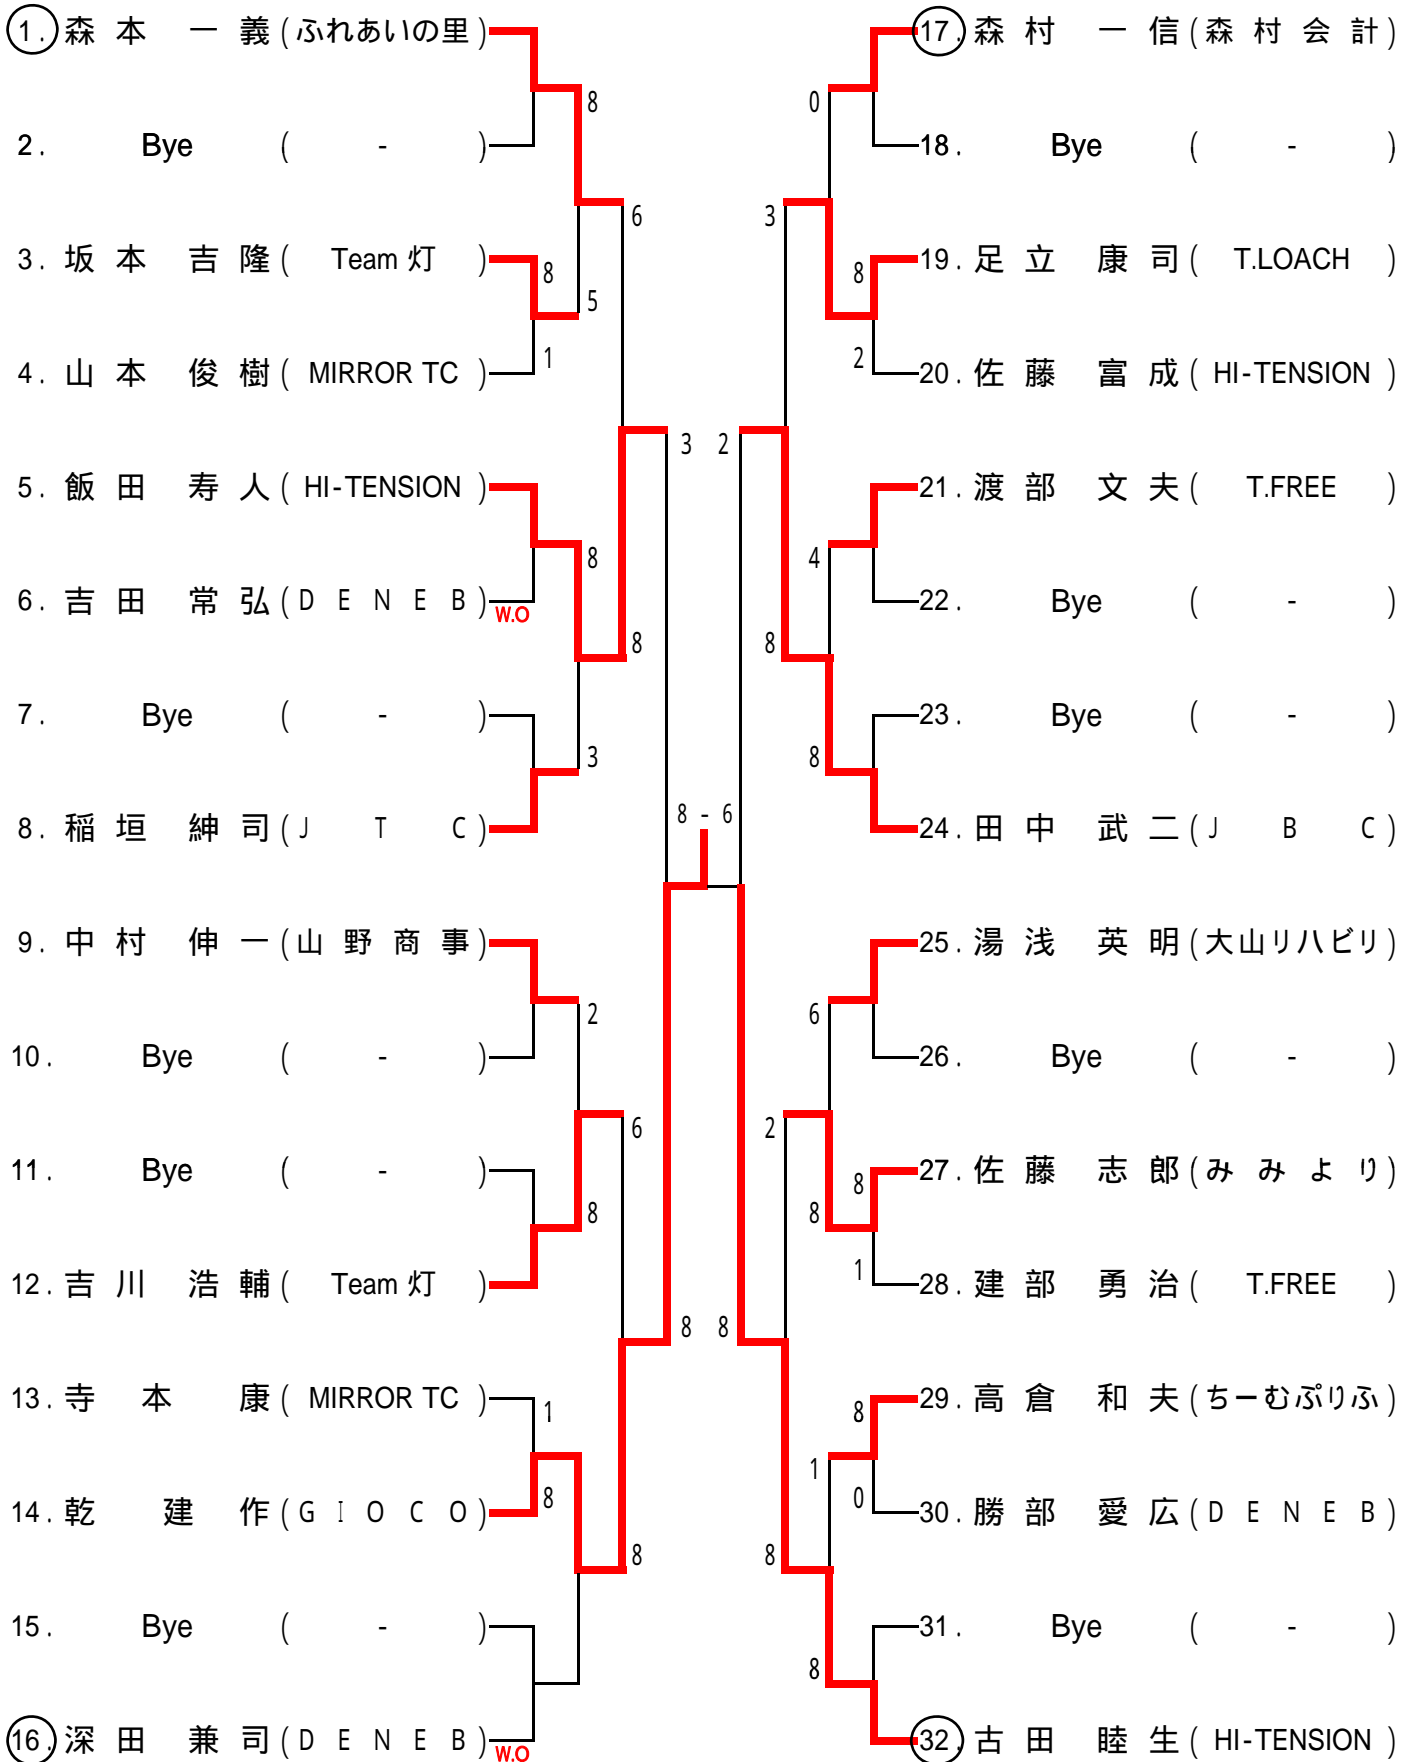 1. 森本 一義 (ふれあいの里)
8
2. Bye ( - )
6
3. 坂本 吉隆 ( Team 灯 )
8
5
4. 山本 俊樹 ( MIRROR TC )
1
3
5. 飯田 寿人 ( HI-TENSION )
8
6. 吉田 常弘 (DENEB)
W.O
8
7. Bye ( - )
3
8. 稲垣 紳司 (JTC)
8 - 6
9. 中村 伸一 (山野商事)
2
10. Bye ( - )
6
11. Bye ( - )
8
12. 吉川 浩輔 ( Team 灯 )
8
13. 寺本 康 ( MIRROR TC )
1
14. 乾 建作 (GIOCO)
8
8
15. Bye ( - )
16. 深田 兼司 (DENEB)
W.O
17. 森村 一信 (森村会計)
0
18. Bye ( - )
3
19. 足立 康司 ( T.LOACH )
8
20. 佐藤 富成 ( HI-TENSION )
2
2
21. 渡部 文夫 ( T.FREE )
4
22. Bye ( - )
8
23. Bye ( - )
8
24. 田中 武二 (JBC)
25. 湯浅 英明 (大山リハビリ)
6
26. Bye ( - )
2
27. 佐藤 志郎 (みみより)
8
8
28. 建部 勇治 ( T.FREE )
1
8
29. 高倉 和夫 (ちーむぷりふ)
8
1
30. 勝部 愛広 (DENEB)
0
8
31. Bye ( - )
8
32. 古田 睦生 ( HI-TENSION )